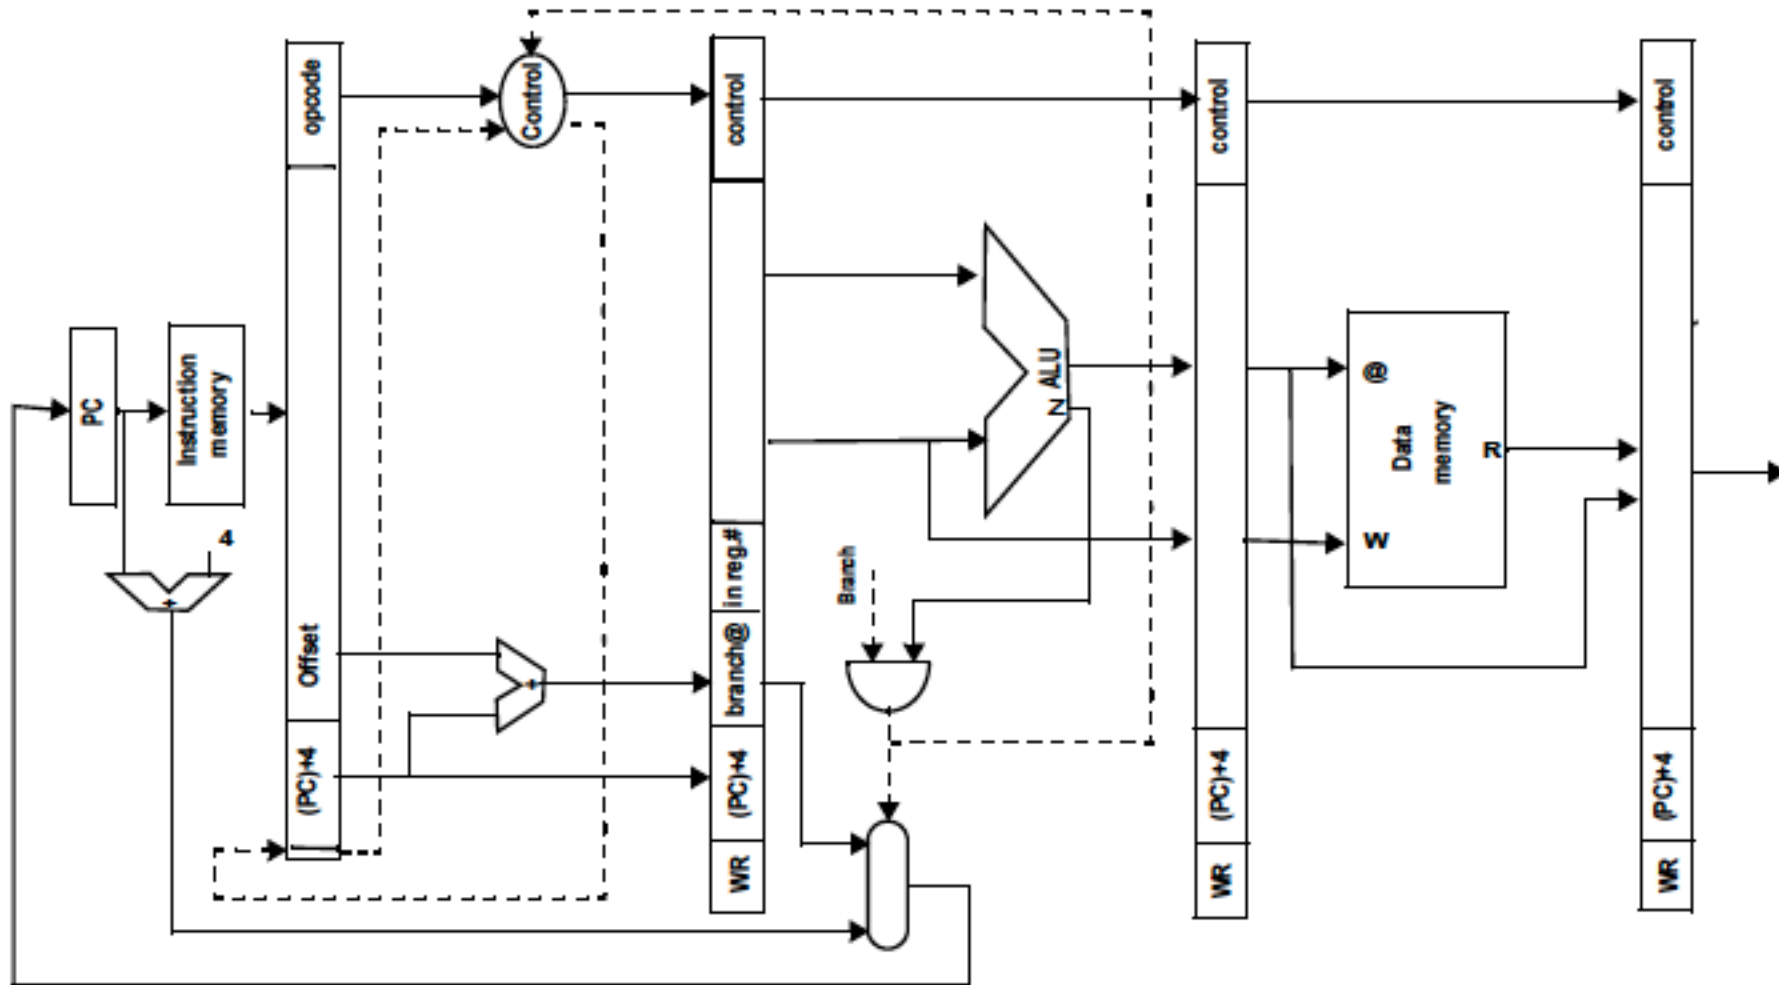 PC
Instruction
memory
4
+
opcode
Offset
(PC)+4
Control
+
control
in reg.#
branch@
(PC)+4
WR
ALU
Z
Branch
control
(PC)+4
WR
@
Data
memory
R
W
control
(PC)+4
WR